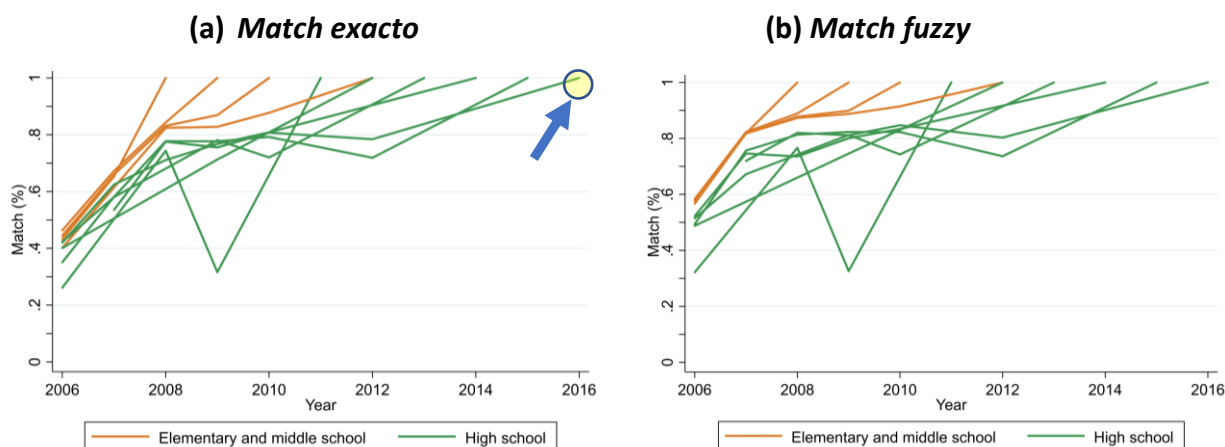 (a) Match exacto
(b) Match fuzzy
Match (%)
1
.8
.6
.4
.2
0
2006 2008 2010 2012 2014 2016
Year
Elementary and middle school High school
Match (%)
1
.8
.6
.4
.2
0
2006 2008 2010 2012 2014 2016
Year
Elementary and middle school High school